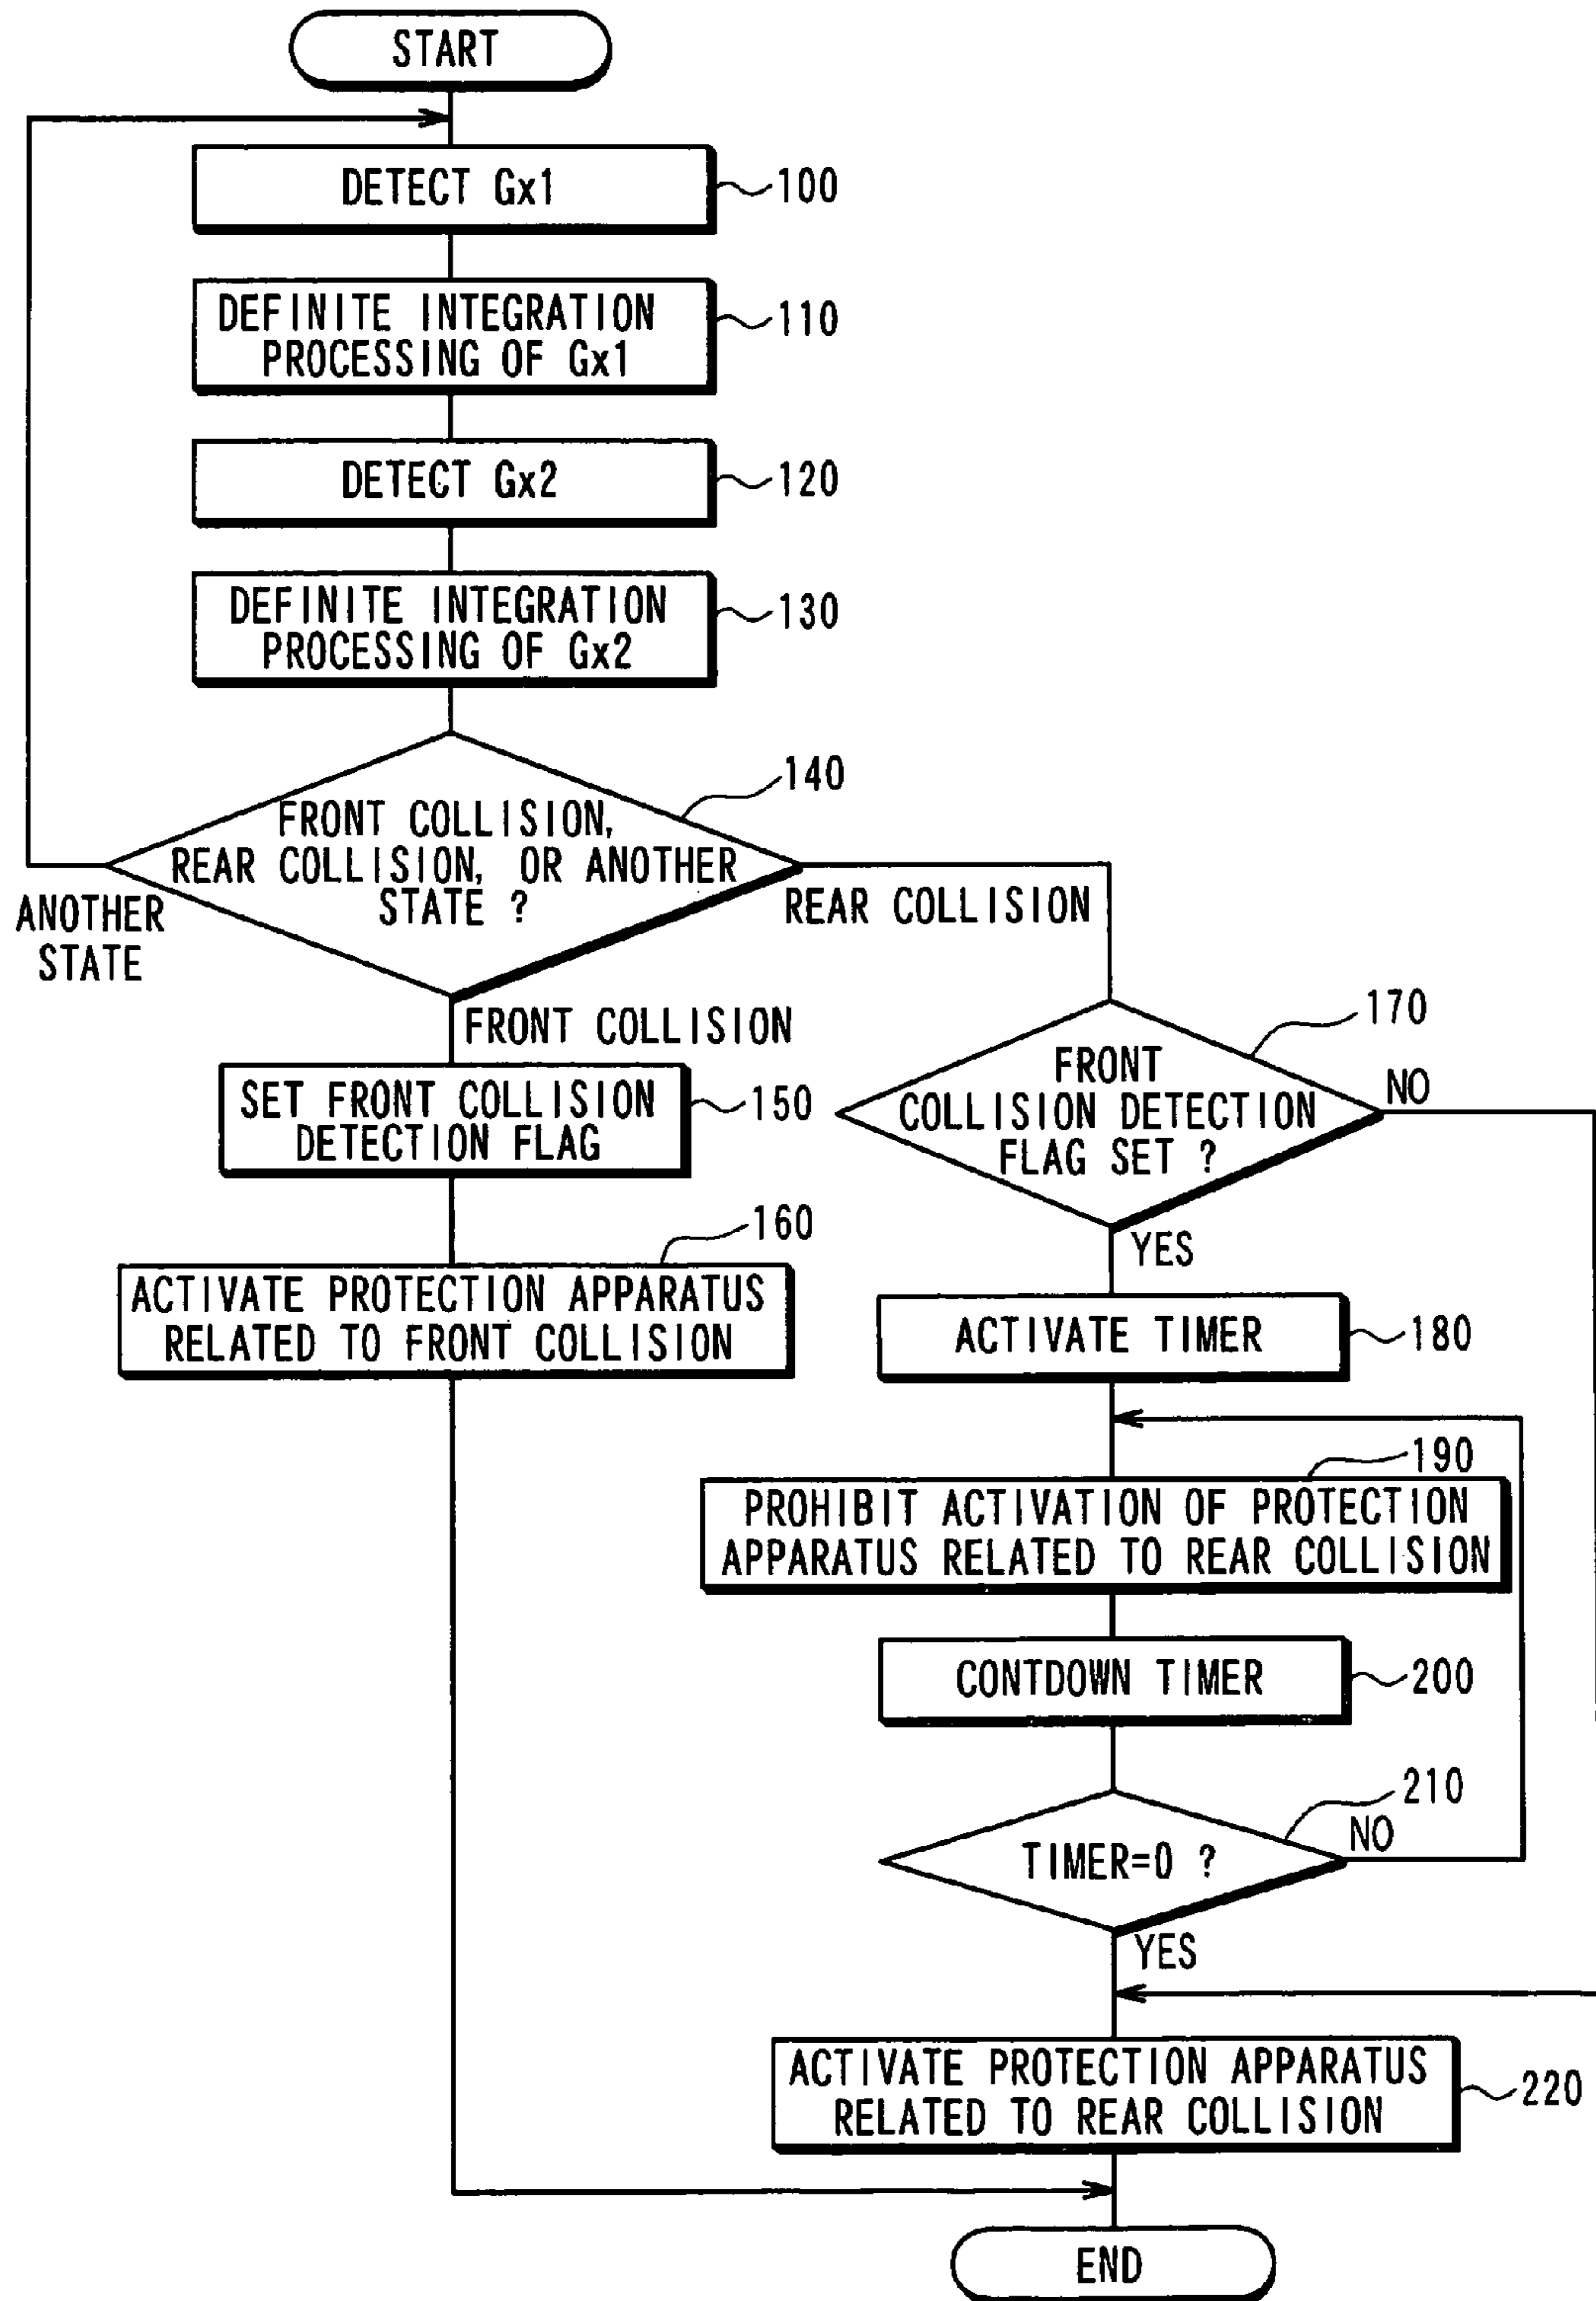 START
DETECT Gx1
100
DEFINITE INTEGRATION
PROCESSING OF Gx1
110
DETECT Gx2
120
DEFINITE INTEGRATION
PROCESSING OF Gx2
130
140
FRONT COLLISION,
REAR COLLISION, OR ANOTHER
STATE ?
ANOTHER
STATE
REAR COLLISION
FRONT COLLISION
SET FRONT COLLISION
DETECTION FLAG
150
160
ACTIVATE PROTECTION APPARATUS
RELATED TO FRONT COLLISION
170
FRONT
COLLISION DETECTION
FLAG SET ?
NO
YES
ACTIVATE TIMER
180
190
PROHIBIT ACTIVATION OF PROTECTION
APPARATUS RELATED TO REAR COLLISION
CONTDOWN TIMER
200
210
TIMER=0 ?
NO
YES
ACTIVATE PROTECTION APPARATUS
RELATED TO REAR COLLISION
220
END